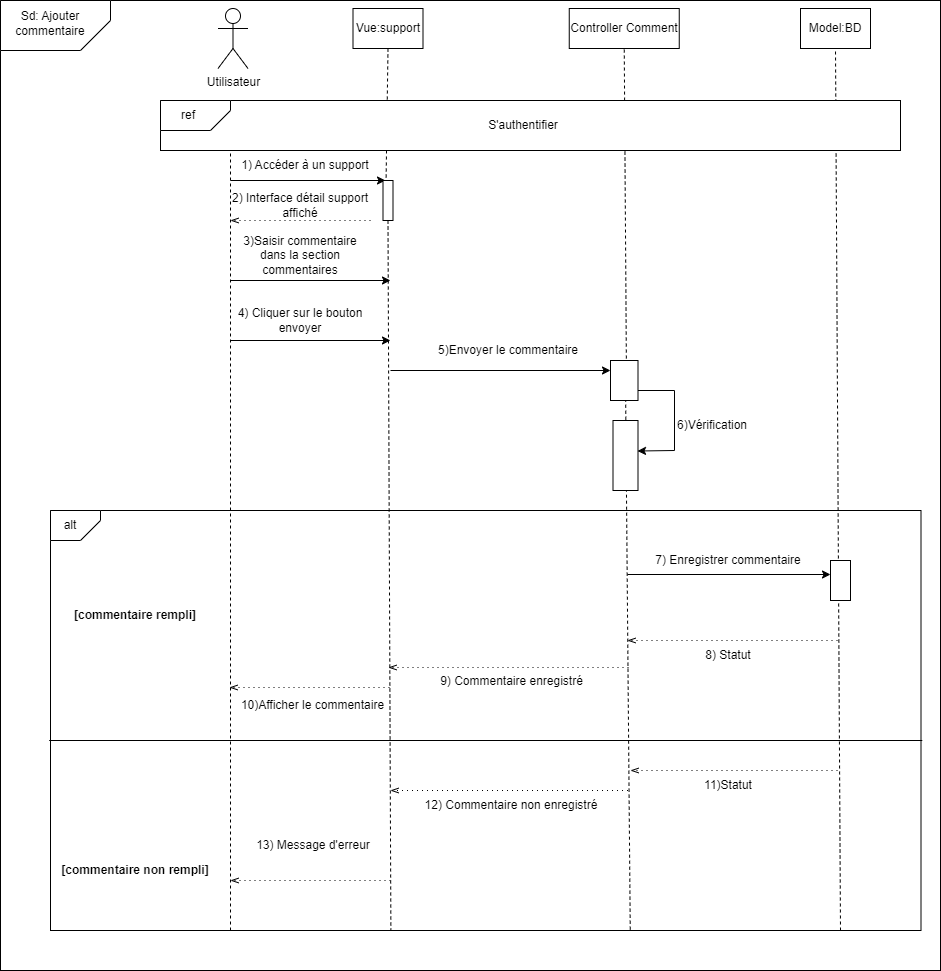 Sd: Ajouter
commentaire
Utilisateur
Vue:support
Controller Comment
Model:BD
ref
S'authentifier
1) Accéder à un support
2) Interface détail support
affiché
3)Saisir commentaire
dans la section
commentaires
4) Cliquer sur le bouton
envoyer
5)Envoyer le commentaire
6)Vérification
alt
7) Enregistrer commentaire
[commentaire rempli]
8) Statut
9) Commentaire enregistré
10)Afficher le commentaire
11)Statut
12) Commentaire non enregistré
13) Message d'erreur
[commentaire non rempli]